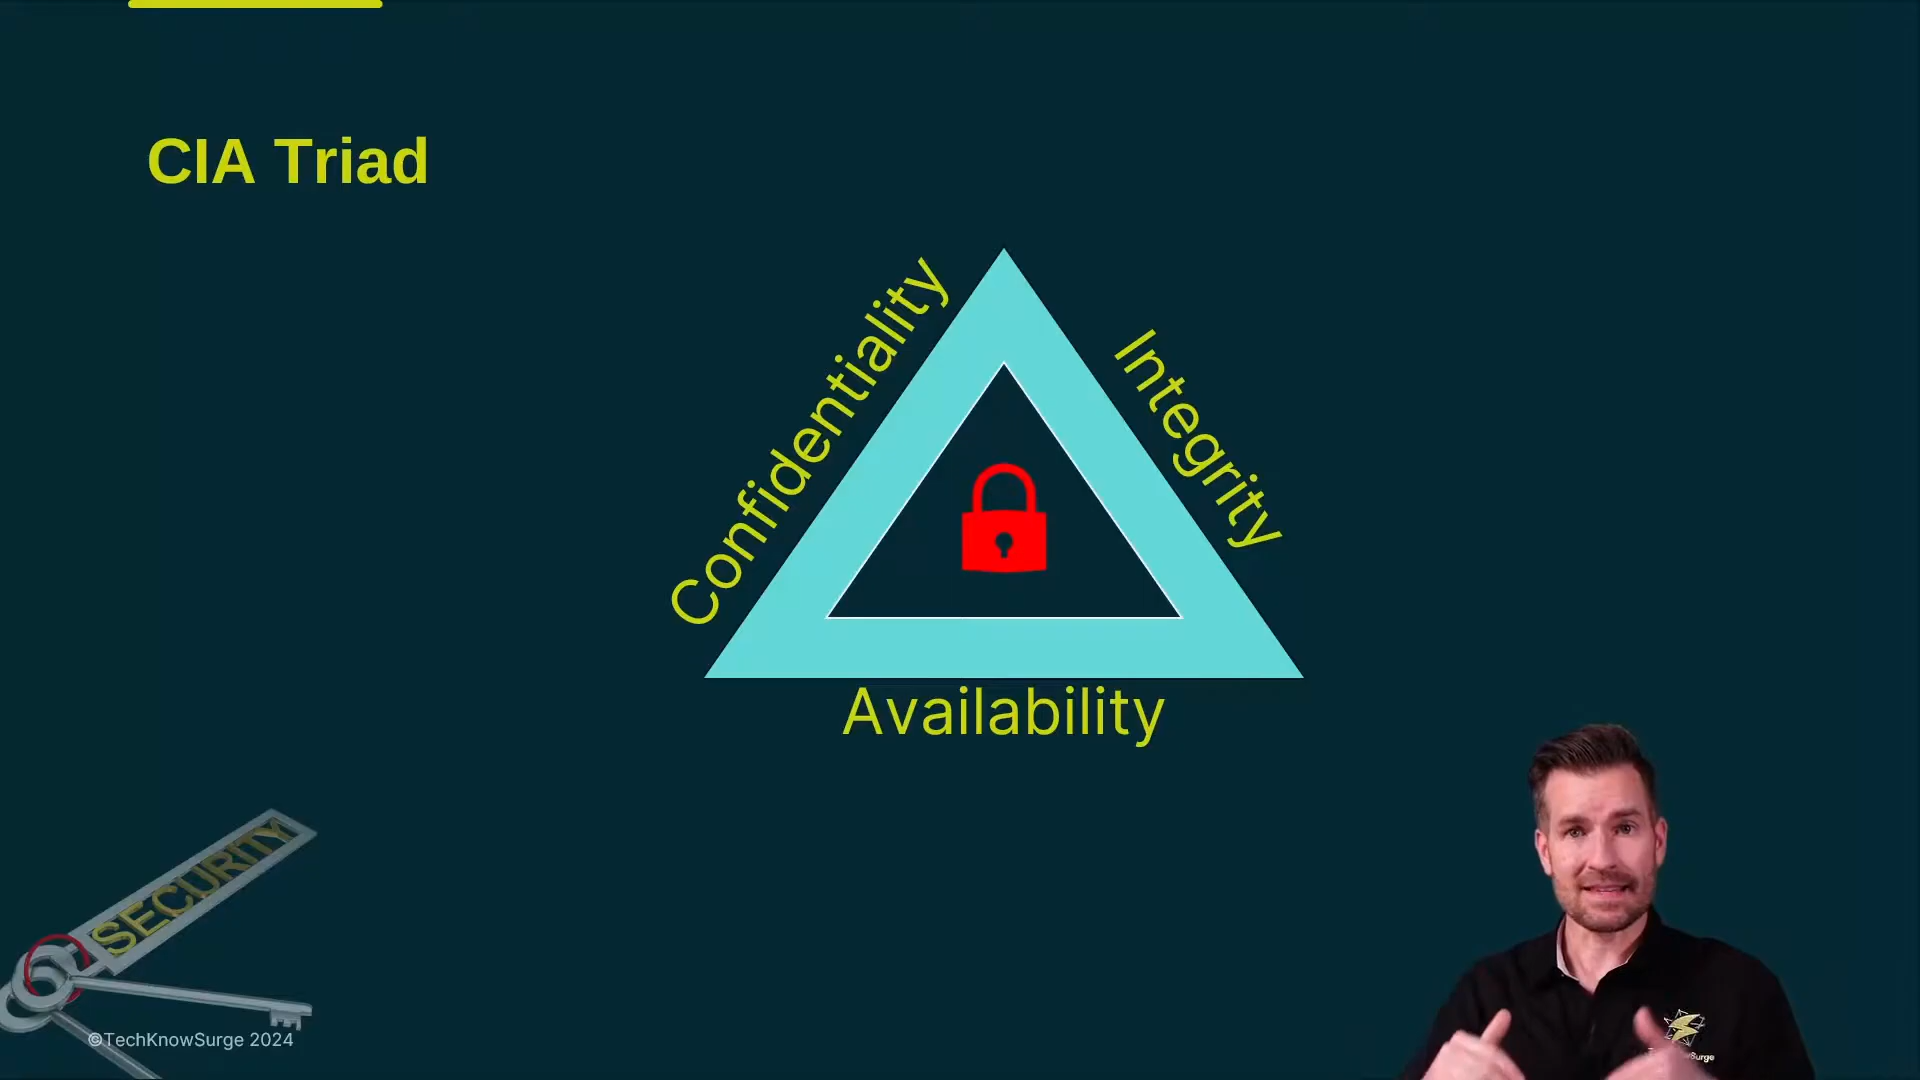 CIA Triad
Confidentiality
Integrity
Availability
SECURITY
©TechKnowSurge 2024